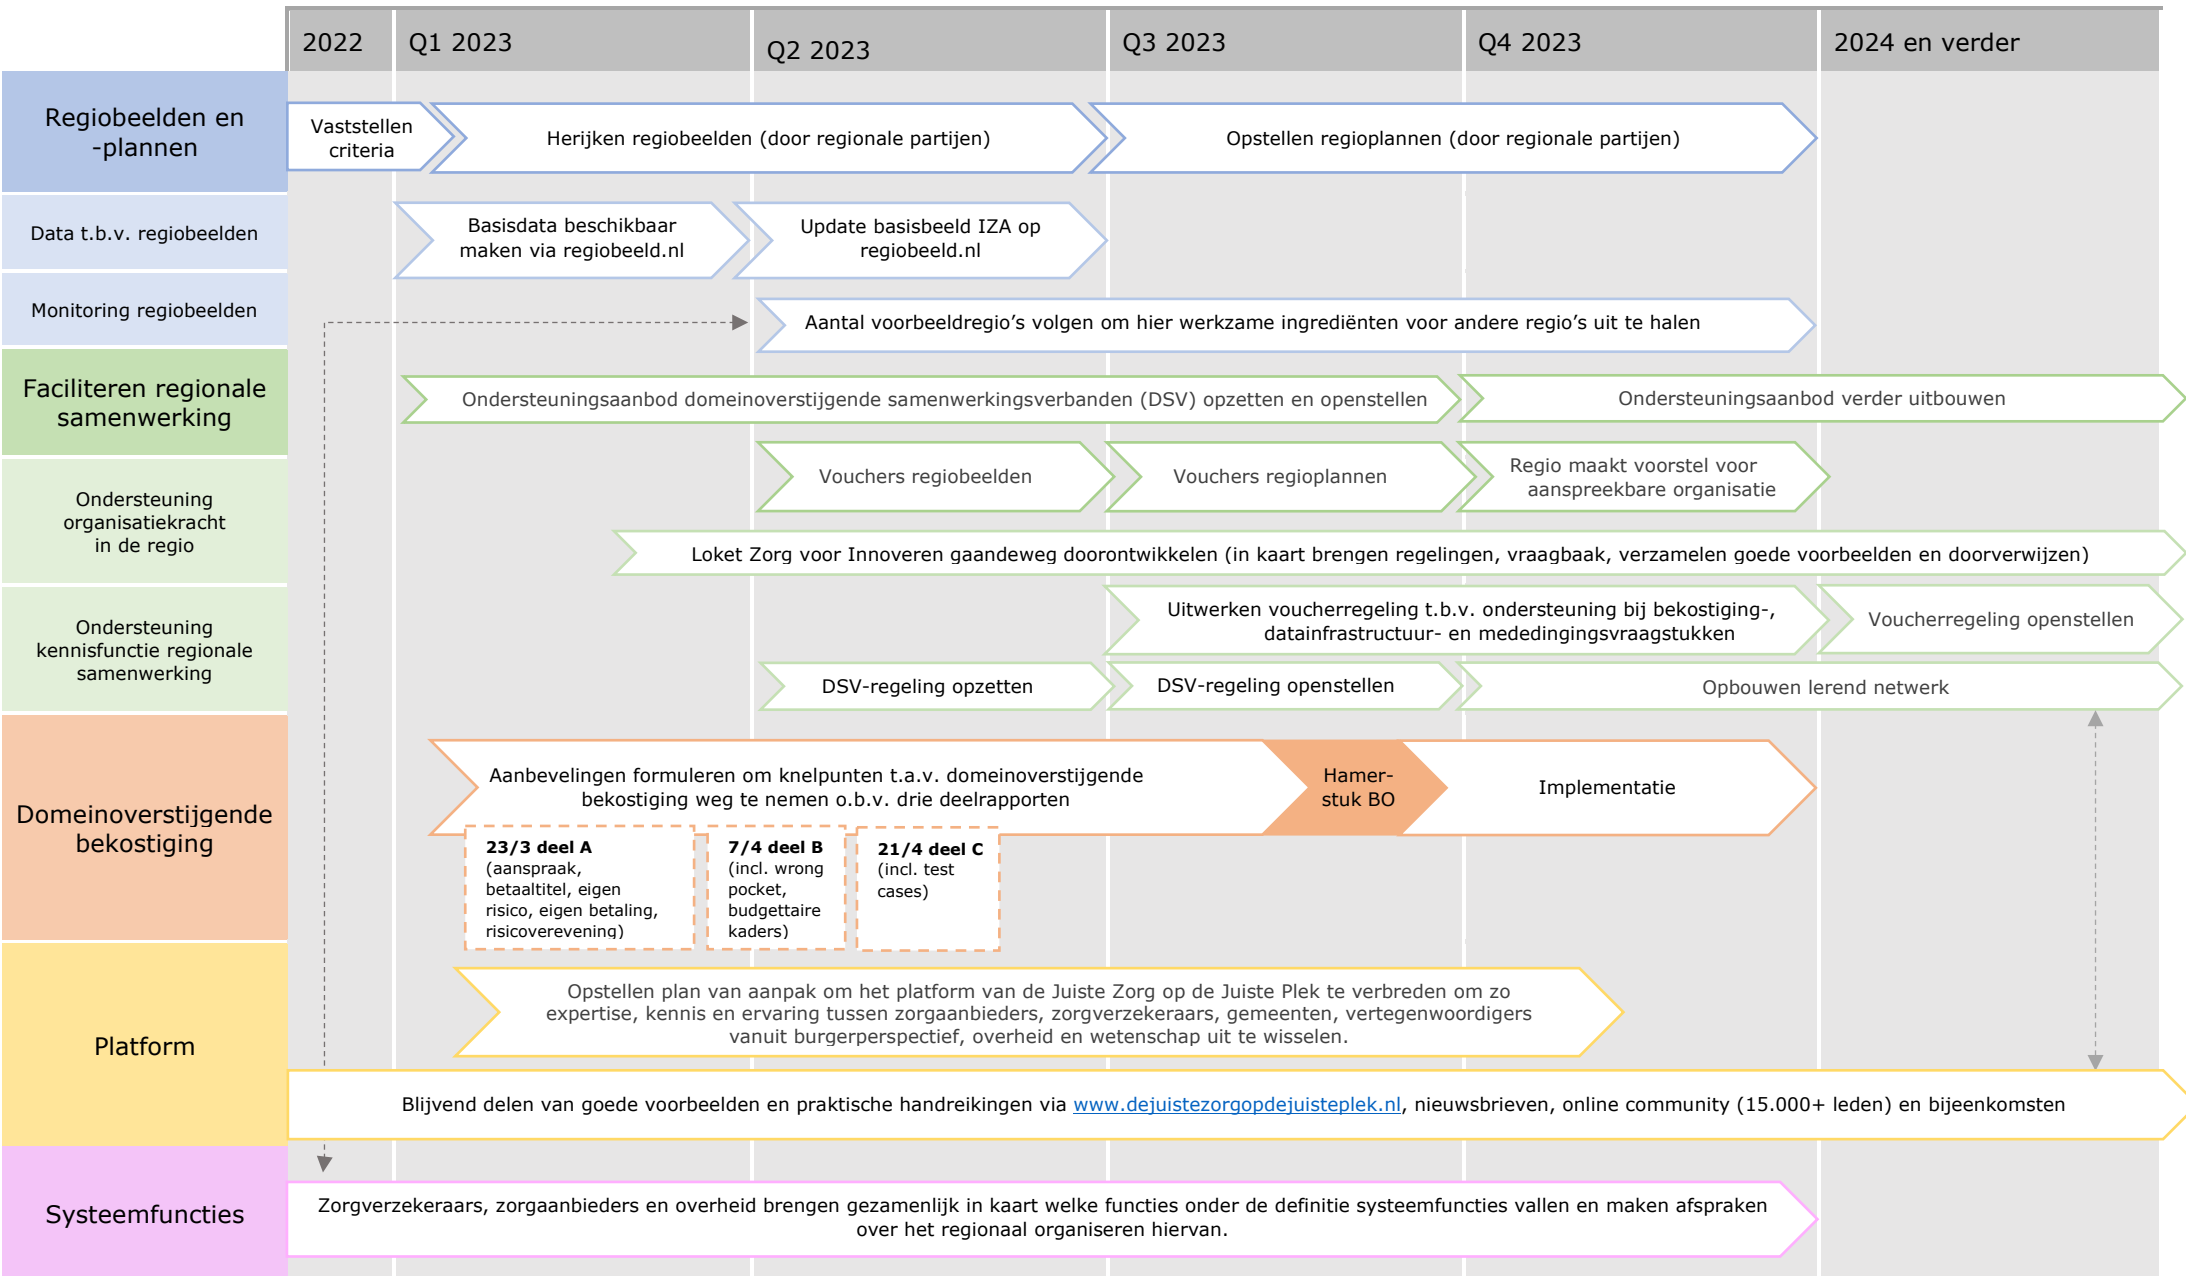 2022
Q1 2023
Q2 2023
Q3 2023
Q4 2023
2024 en verder
Regiobeelden en
-plannen
Vaststellen
criteria
Herijken regiobeelden (door regionale partijen)
Opstellen regioplannen (door regionale partijen)
Data t.b.v. regiobeelden
Basisdata beschikbaar
maken via regiobeeld.nl
Update basisbeeld IZA op
regiobeeld.nl
Monitoring regiobeelden
Aantal voorbeeldregio’s volgen om hier werkzame ingrediënten voor andere regio’s uit te halen
Faciliteren regionale
samenwerking
Ondersteuningsaanbod domeinoverstijgende samenwerkingsverbanden (DSV) opzetten en openstellen
Ondersteuningsaanbod verder uitbouwen
Ondersteuning
organisatiekracht
in de regio
Vouchers regiobeelden
Vouchers regioplannen
Regio maakt voorstel voor
aanspreekbare organisatie
Loket Zorg voor Innoveren gaandeweg doorontwikkelen (in kaart brengen regelingen, vraagbaak, verzamelen goede voorbeelden en doorverwijzen)
Ondersteuning
kennisfunctie regionale
samenwerking
Uitwerken voucherregeling t.b.v. ondersteuning bij bekostiging-,
datainfrastructuur- en mededingingsvraagstukken
Voucherregeling openstellen
DSV-regeling opzetten
DSV-regeling openstellen
Opbouwen lerend netwerk
Domeinoverstijgende
bekostiging
Aanbevelingen formuleren om knelpunten t.a.v. domeinoverstijgende
bekostiging weg te nemen o.b.v. drie deelrapporten
Hamer-
stuk BO
Implementatie
23/3 deel A
(aanspraak,
betaaltitel, eigen
risico, eigen betaling,
risicoverevening)
7/4 deel B
(incl. wrong
pocket,
budgettaire
kaders)
21/4 deel C
(incl. test
cases)
Platform
Opstellen plan van aanpak om het platform van de Juiste Zorg op de Juiste Plek te verbreden om zo
expertise, kennis en ervaring tussen zorgaanbieders, zorgverzekeraars, gemeenten, vertegenwoordigers
vanuit burgerperspectief, overheid en wetenschap uit te wisselen.
Blijvend delen van goede voorbeelden en praktische handreikingen via www.dejuistezorgopdejuisteplek.nl, nieuwsbrieven, online community (15.000+ leden) en bijeenkomsten
Systeemfuncties
Zorgverzekeraars, zorgaanbieders en overheid brengen gezamenlijk in kaart welke functies onder de definitie systeemfuncties vallen en maken afspraken
over het regionaal organiseren hiervan.